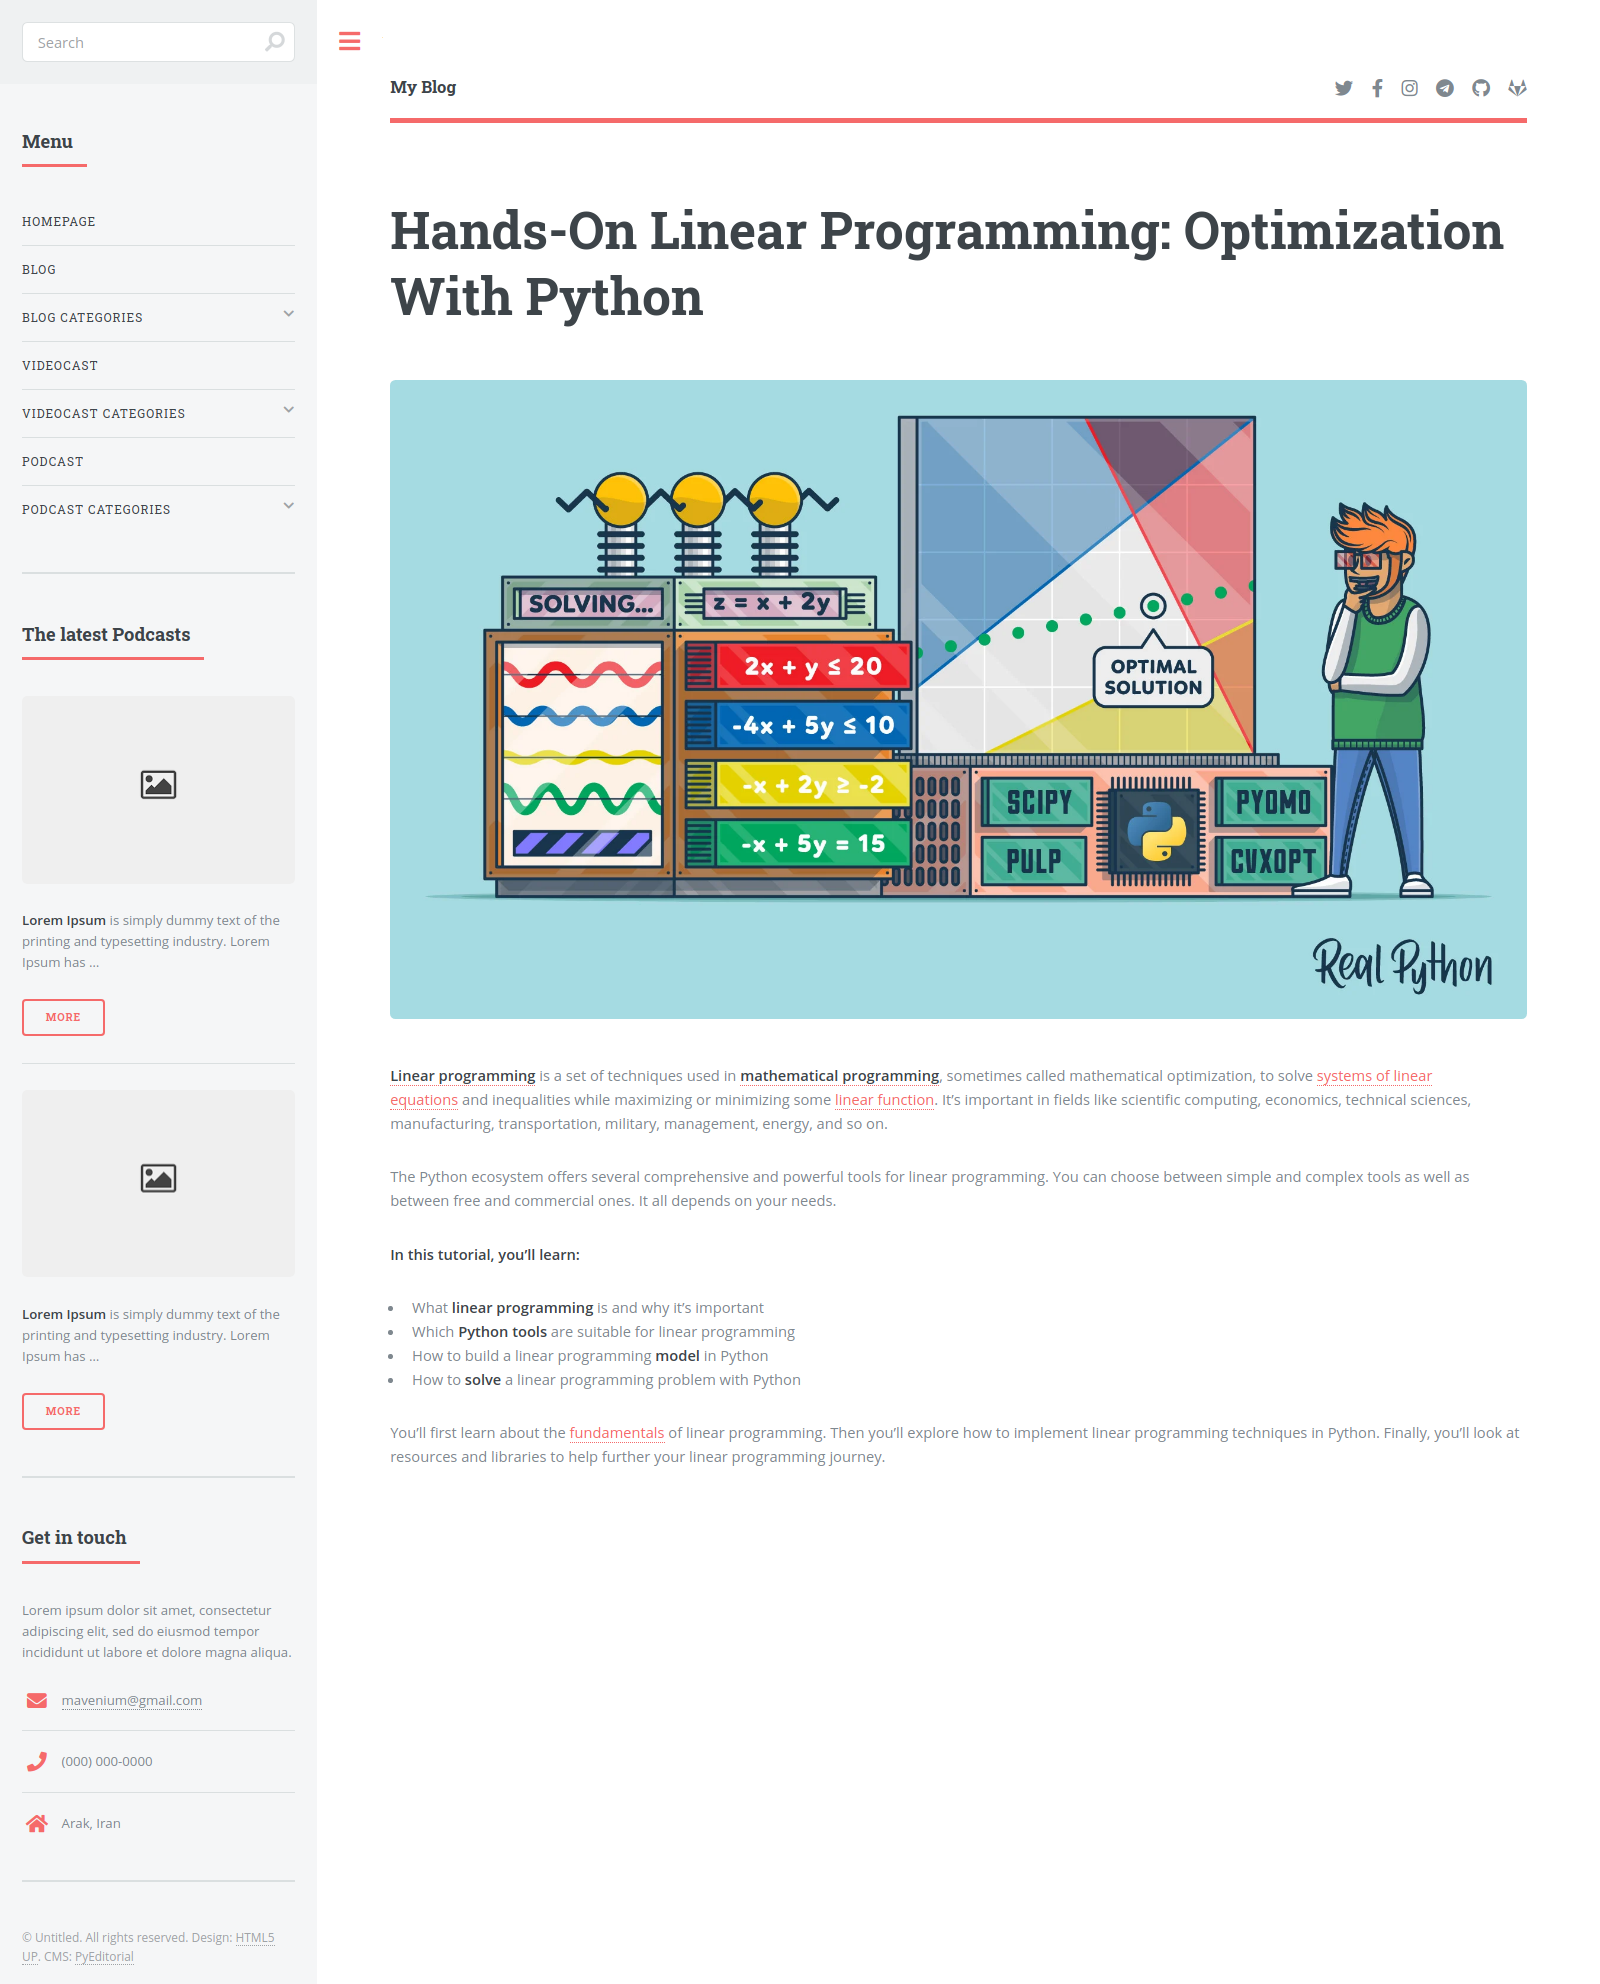 Search
Menu
HOMEPAGE
BLOG
BLOG CATEGORIES
VIDEOCAST
VIDEOCAST CATEGORIES
PODCAST
PODCAST CATEGORIES
The latest Podcasts
Lorem Ipsum is simply dummy text of the
printing and typesetting industry. Lorem
Ipsum has ...
MORE
Lorem Ipsum is simply dummy text of the
printing and typesetting industry. Lorem
Ipsum has ...
MORE
Get in touch
Lorem ipsum dolor sit amet, consectetur
adipiscing elit, sed do eiusmod tempor
incididunt ut labore et dolore magna aliqua.
mavenium@gmail.com
(000) 000-0000
Arak, Iran
© Untitled. All rights reserved. Design: HTML5
UP. CMS: PyEditorial
My Blog
Hands-On Linear Programming: Optimization
With Python
SOLVING...
z = x + 2y
2x + y ≤ 20
-4x + 5y ≤ 10
-x + 2y ≥ -2
-x + 5y = 15
OPTIMAL
SOLUTION
SCIPY
PULP
PYOMO
CVXOPT
Real Python
Linear programming is a set of techniques used in mathematical programming, sometimes called mathematical optimization, to solve systems of linear
equations and inequalities while maximizing or minimizing some linear function. It’s important in fields like scientific computing, economics, technical sciences,
manufacturing, transportation, military, management, energy, and so on.
The Python ecosystem offers several comprehensive and powerful tools for linear programming. You can choose between simple and complex tools as well as
between free and commercial ones. It all depends on your needs.
In this tutorial, you’ll learn:
What linear programming is and why it’s important
Which Python tools are suitable for linear programming
How to build a linear programming model in Python
How to solve a linear programming problem with Python
You’ll first learn about the fundamentals of linear programming. Then you’ll explore how to implement linear programming techniques in Python. Finally, you’ll look at
resources and libraries to help further your linear programming journey.